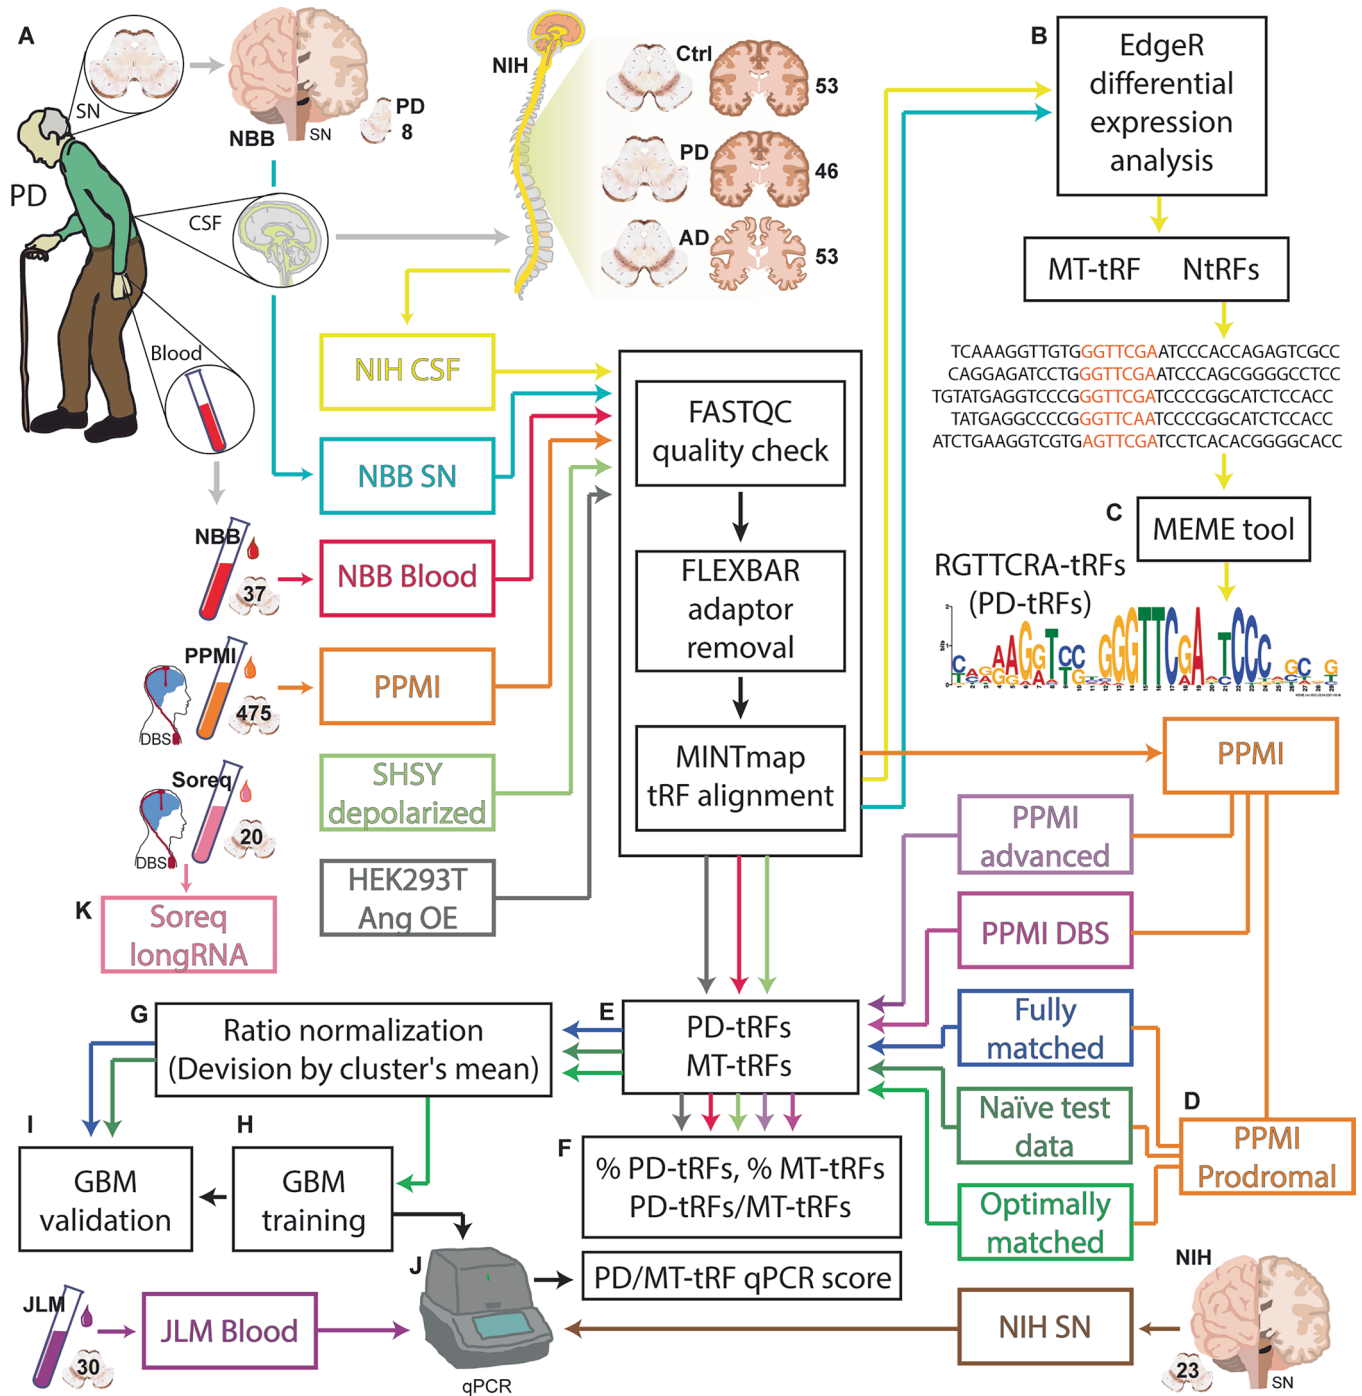 A
SN
NBB
SN
PD
8
PD
CSF
Blood
NIH
Ctrl
53
PD
46
AD
53
B
EdgeR
differential
expression
analysis
MT-tRF NtRFs
TCAAAGGTTGTGGGTTCGAATCCCACCAGAGTCGCC
CAGGAGATCCTGGGTTCGAATCCCAGCGGGGCCTCC
TGTATGAGGTCCCGGGTTCGATCCCCGGCATCTCCACC
TATGAGGCCCCGGGTTCAATCCCCGGCATCTCCACC
ATCTGAAGGTCGTGAGTTCGATCCTCACACGGGGCACC
C
MEME tool
RGTTCRA-tRFs
(PD-tRFs)
NIH CSF
NBB SN
NBB
37
NBB Blood
PPMI
475
DBS
PPMI
SHSY
depolarized
Soreq
20
DBS
HEK293T
Ang OE
K
Soreq
longRNA
FASTQC
quality check
FLEXBAR
adaptor
removal
MINTmap
tRF alignment
PPMI
PPMI
advanced
PPMI DBS
Fully
matched
Naïve test
data
Optimally
matched
D
PPMI
Prodromal
E
PD-tRFs
MT-tRFs
G
Ratio normalization
(Devision by cluster's mean)
F
% PD-tRFs, % MT-tRFs
PD-tRFs/MT-tRFs
I
GBM
validation
H
GBM
training
J
PD/MT-tRF qPCR score
qPCR
JLM
30
JLM Blood
NIH SN
NIH
23
SN